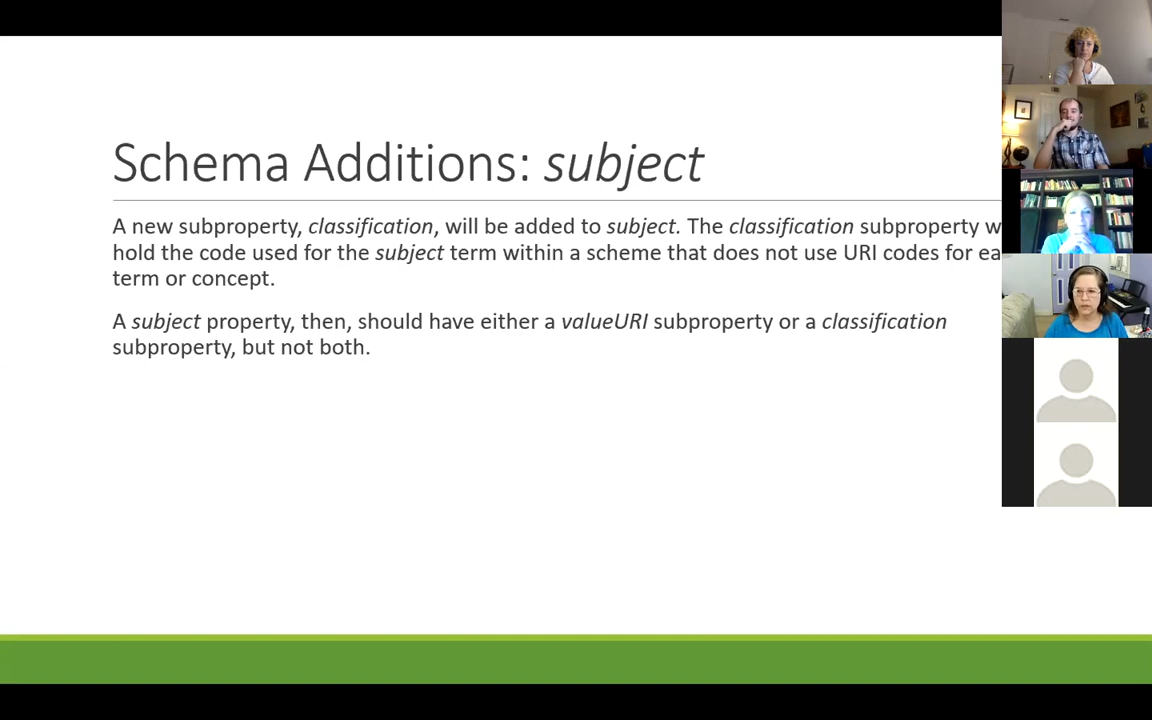 Schema Additions: subject
A new subproperty, classification, will be added to subject. The classification subproperty w
hold the code used for the subject term within a scheme that does not use URI codes for ea
term or concept.
A subject property, then, should have either a valueURI subproperty or a classification
subproperty, but not both.